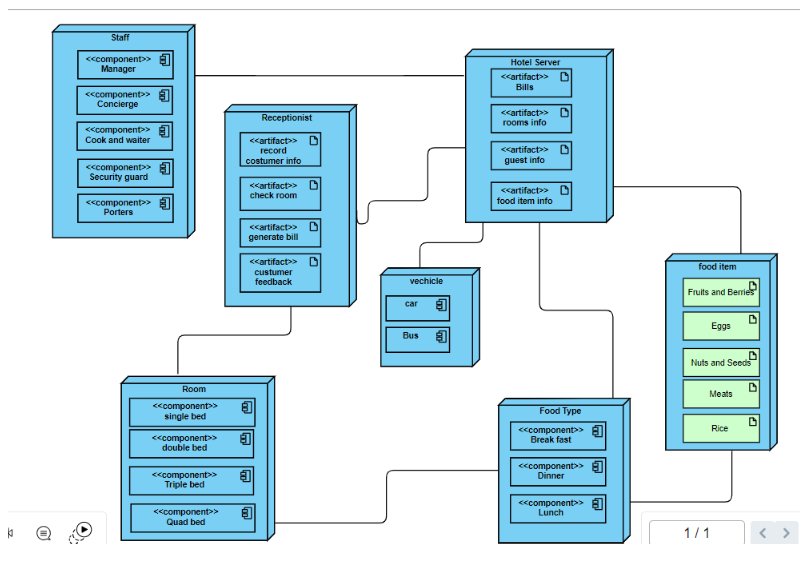 Staff
<<component>>
Manager
<<component>>
Concierge
<<component>>
Cook and waiter
<<component>>
Security guard
<<component>>
Porters
Receptionist
<<artifact>>
record
costumer info
<<artifact>>
check room
<<artifact>>
generate bill
<<artifact>>
custumer
feedback
Hotel Server
<<artifact>>
Bills
<<artifact>>
rooms info
<<artifact>>
guest info
<<artifact>>
food item info
vechicle
car
Bus
food item
Fruits and Berries
Eggs
Nuts and Seeds
Meats
Rice
Room
<<component>>
single bed
<<component>>
double bed
<<component>>
Triple bed
<<component>>
Quad bed
Food Type
<<component>>
Break fast
<<component>>
Dinner
<<component>>
Lunch
1 / 1